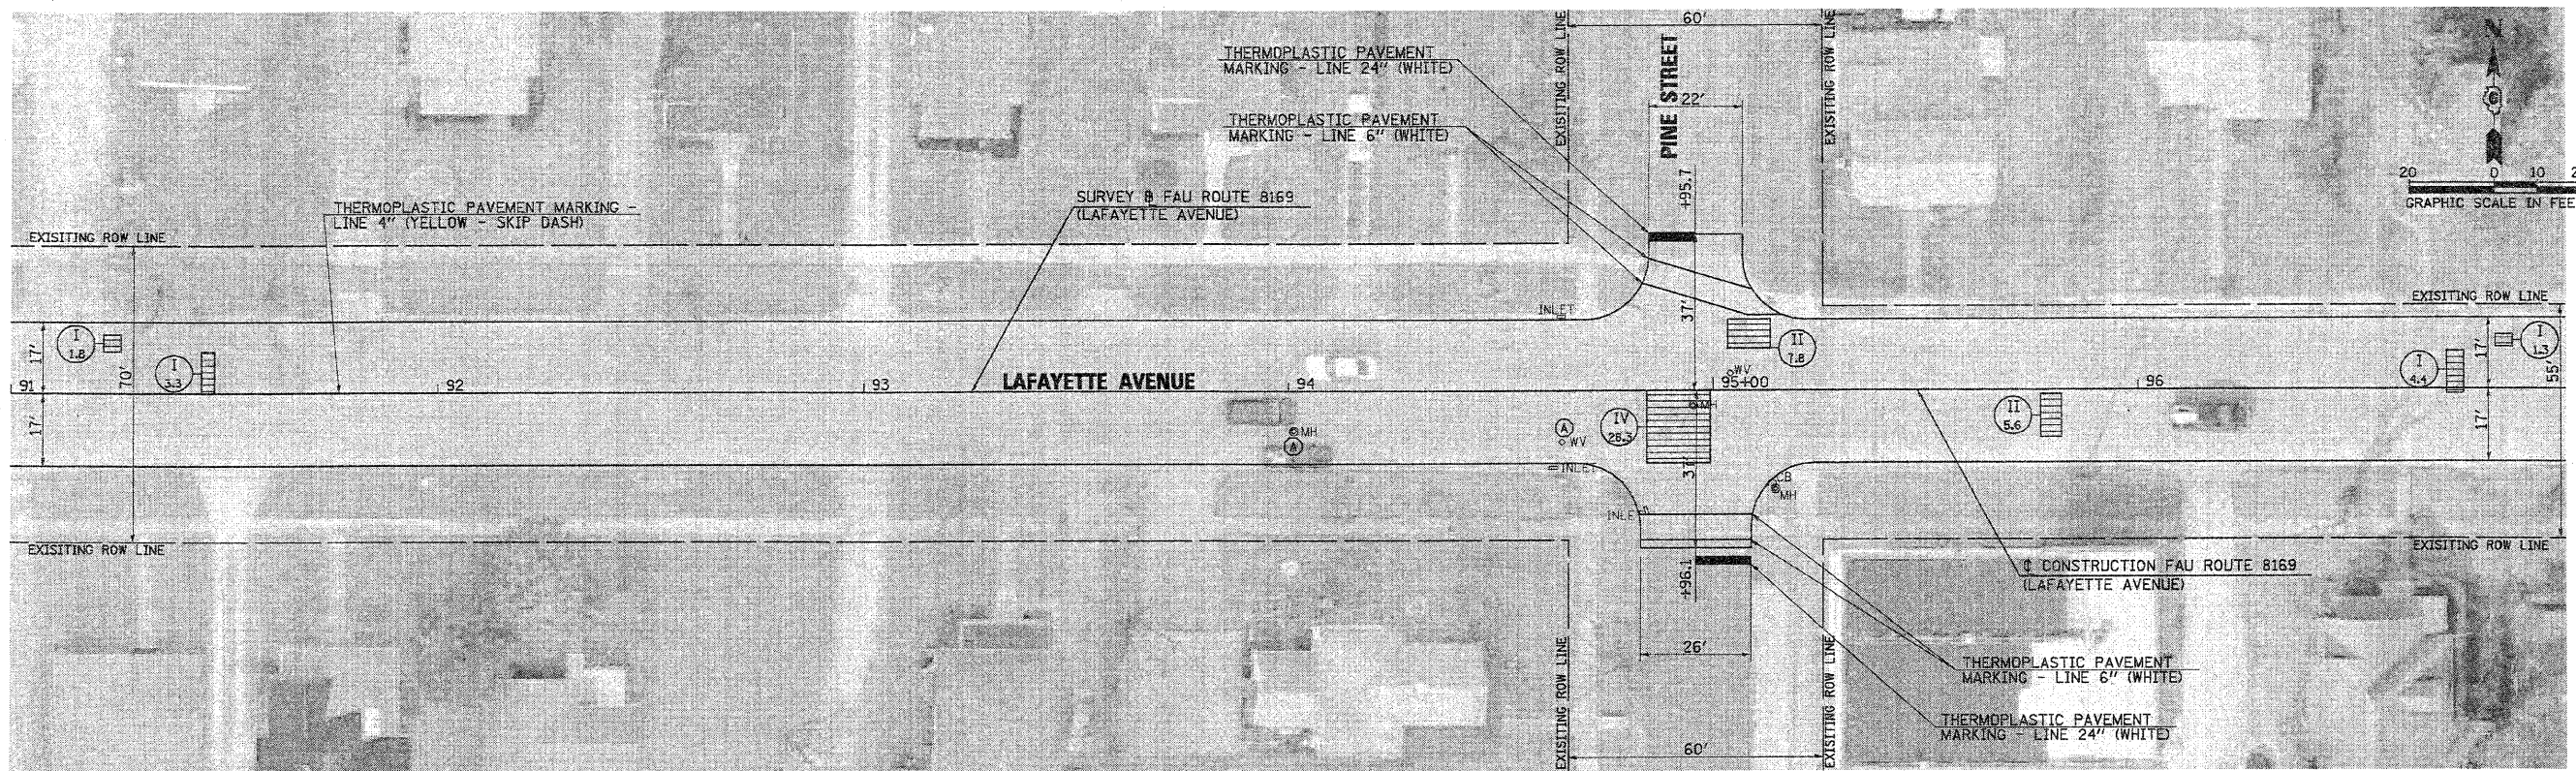 60'
EXISITING ROW LINE
EXISITING ROW LINE
N
THERMOPLASTIC PAVEMENT
MARKING - LINE 24" (WHITE)
PINE STREET
22'
THERMOPLASTIC PAVEMENT
MARKING - LINE 6" (WHITE)
20 0 10
GRAPHIC SCALE IN FEE
+95.7
SURVEY ℄ FAU ROUTE 8169
(LAFAYETTE AVENUE)
THERMOPLASTIC PAVEMENT MARKING -
LINE 4" (YELLOW - SKIP DASH)
EXISITING ROW LINE
EXISITING ROW LINE
INLET
37'
I
1.8
17'
70'
I
3.3
II
7.8
WV
I
4.4
17'
I
1.3
55'
91
92
93
LAFAYETTE AVENUE
94
95+00
96
17'
MH
A
A
WV
IV
28.3
MH
II
5.6
17'
INLET
37'
CB
MH
INLE
EXISITING ROW LINE
EXISITING ROW LINE
+96.1
℄ CONSTRUCTION FAU ROUTE 8169
(LAFAYETTE AVENUE)
26'
EXISITING ROW LINE
EXISITING ROW LINE
THERMOPLASTIC PAVEMENT
MARKING - LINE 6" (WHITE)
THERMOPLASTIC PAVEMENT
MARKING - LINE 24" (WHITE)
60'